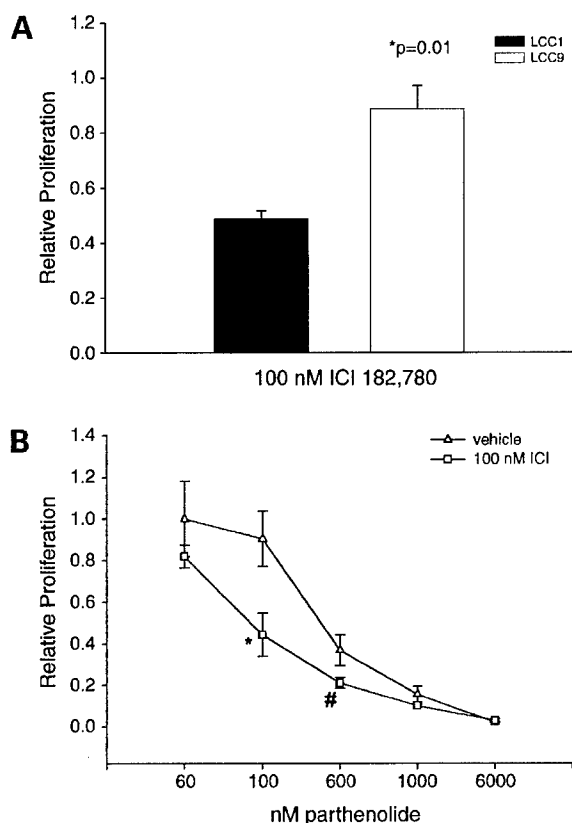 A
*p=0.01
LCC1
LCC9
Relative Proliferation
1.2
1.0
0.8
0.6
0.4
0.2
0.0
100 nM ICI 182,780
B
vehicle
100 nM ICI
Relative Proliferation
1.4
1.2
1.0
0.8
0.6
0.4
0.2
0.0
*
#
60 100 600 1000 6000
nM parthenolide